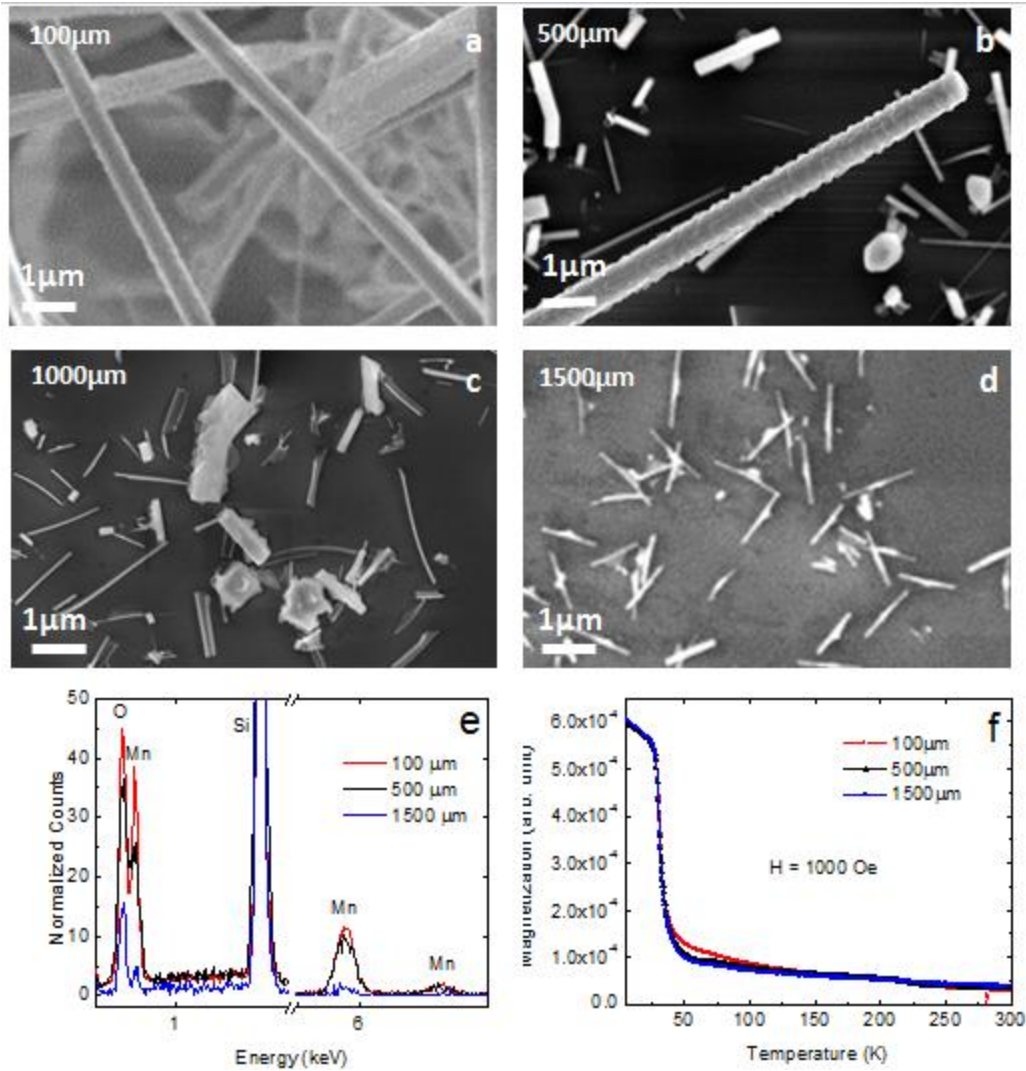 100μm a
1μm
500μm b
1μm
1000μm c
1μm
1500μm d
1μm
50
40
30
20
10
0
O
Mn
Si
e
100 μm
500 μm
1500 μm
Mn
Mn
Normalized Counts
1
6
Energy (keV)
6.0x10⁻⁴
5.0x10⁻⁴
4.0x10⁻⁴
3.0x10⁻⁴
2.0x10⁻⁴
1.0x10⁻⁴
0.0
f
100μm
500μm
1500μm
H = 1000 Oe
50
100
150
200
250
300
Temperature (K)